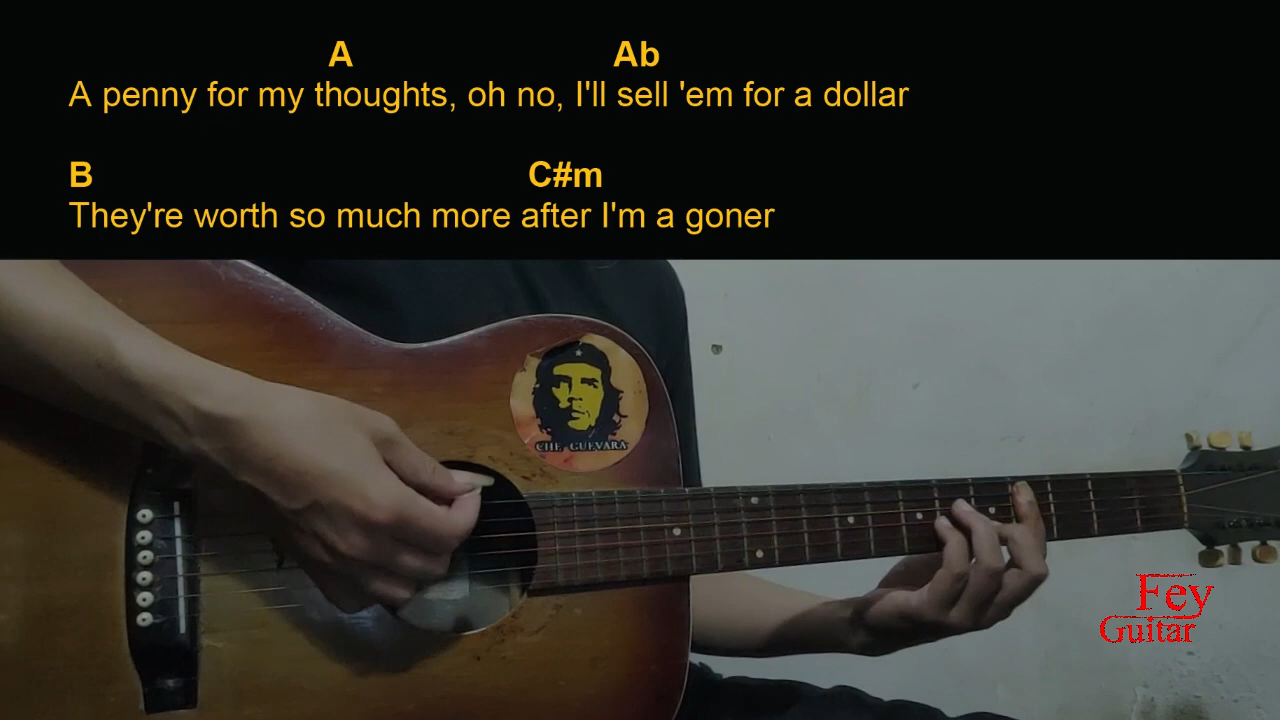 A Ab
A penny for my thoughts, oh no, I'll sell 'em for a dollar
B C#m
They're worth so much more after I'm a goner
CHE GUEVARA
Fey
Guitar